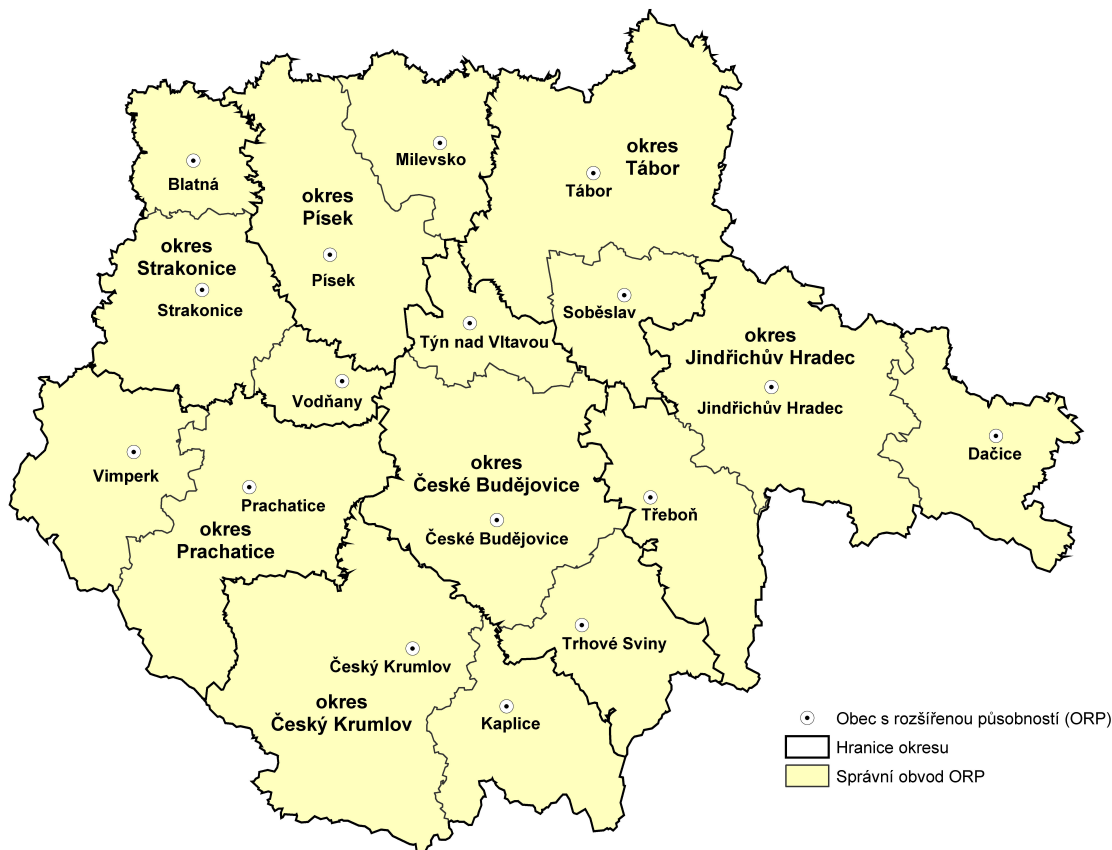 Milevsko
okres
Tábor
Blatná
Tábor
okres
Písek
okres
Strakonice
Písek
Strakonice
Soběslav
Týn nad Vltavou
okres
Jindřichův Hradec
Vodňany
Jindřichův Hradec
Dačice
Vimperk
okres
České Budějovice
Prachatice
Třeboň
okres
Prachatice
České Budějovice
Trhové Sviny
Český Krumlov
okres
Český Krumlov
Kaplice
Obec s rozšířenou působností (ORP)
Hranice okresu
Správní obvod ORP